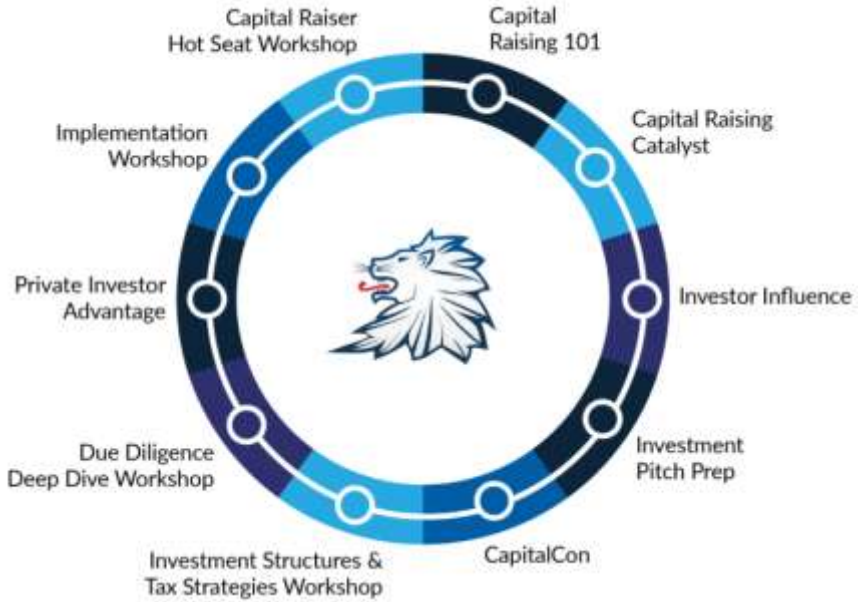 Capital Raiser
Hot Seat Workshop
Capital
Raising 101
Capital Raising
Catalyst
Investor Influence
Investment
Pitch Prep
CapitalCon
Investment Structures &
Tax Strategies Workshop
Due Diligence
Deep Dive Workshop
Private Investor
Advantage
Implementation
Workshop